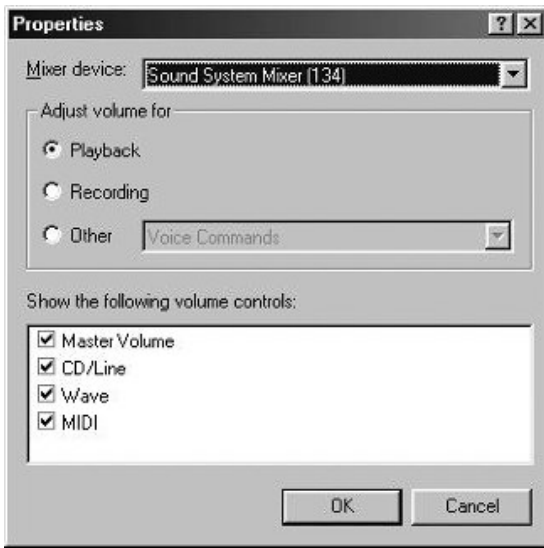 Properties
Mixer device: Sound System Mixer (134)
Adjust volume for
Playback
Recording
Other Voice Commands
Show the following volume controls:
Master Volume
CD/Line
Wave
MIDI
OK Cancel